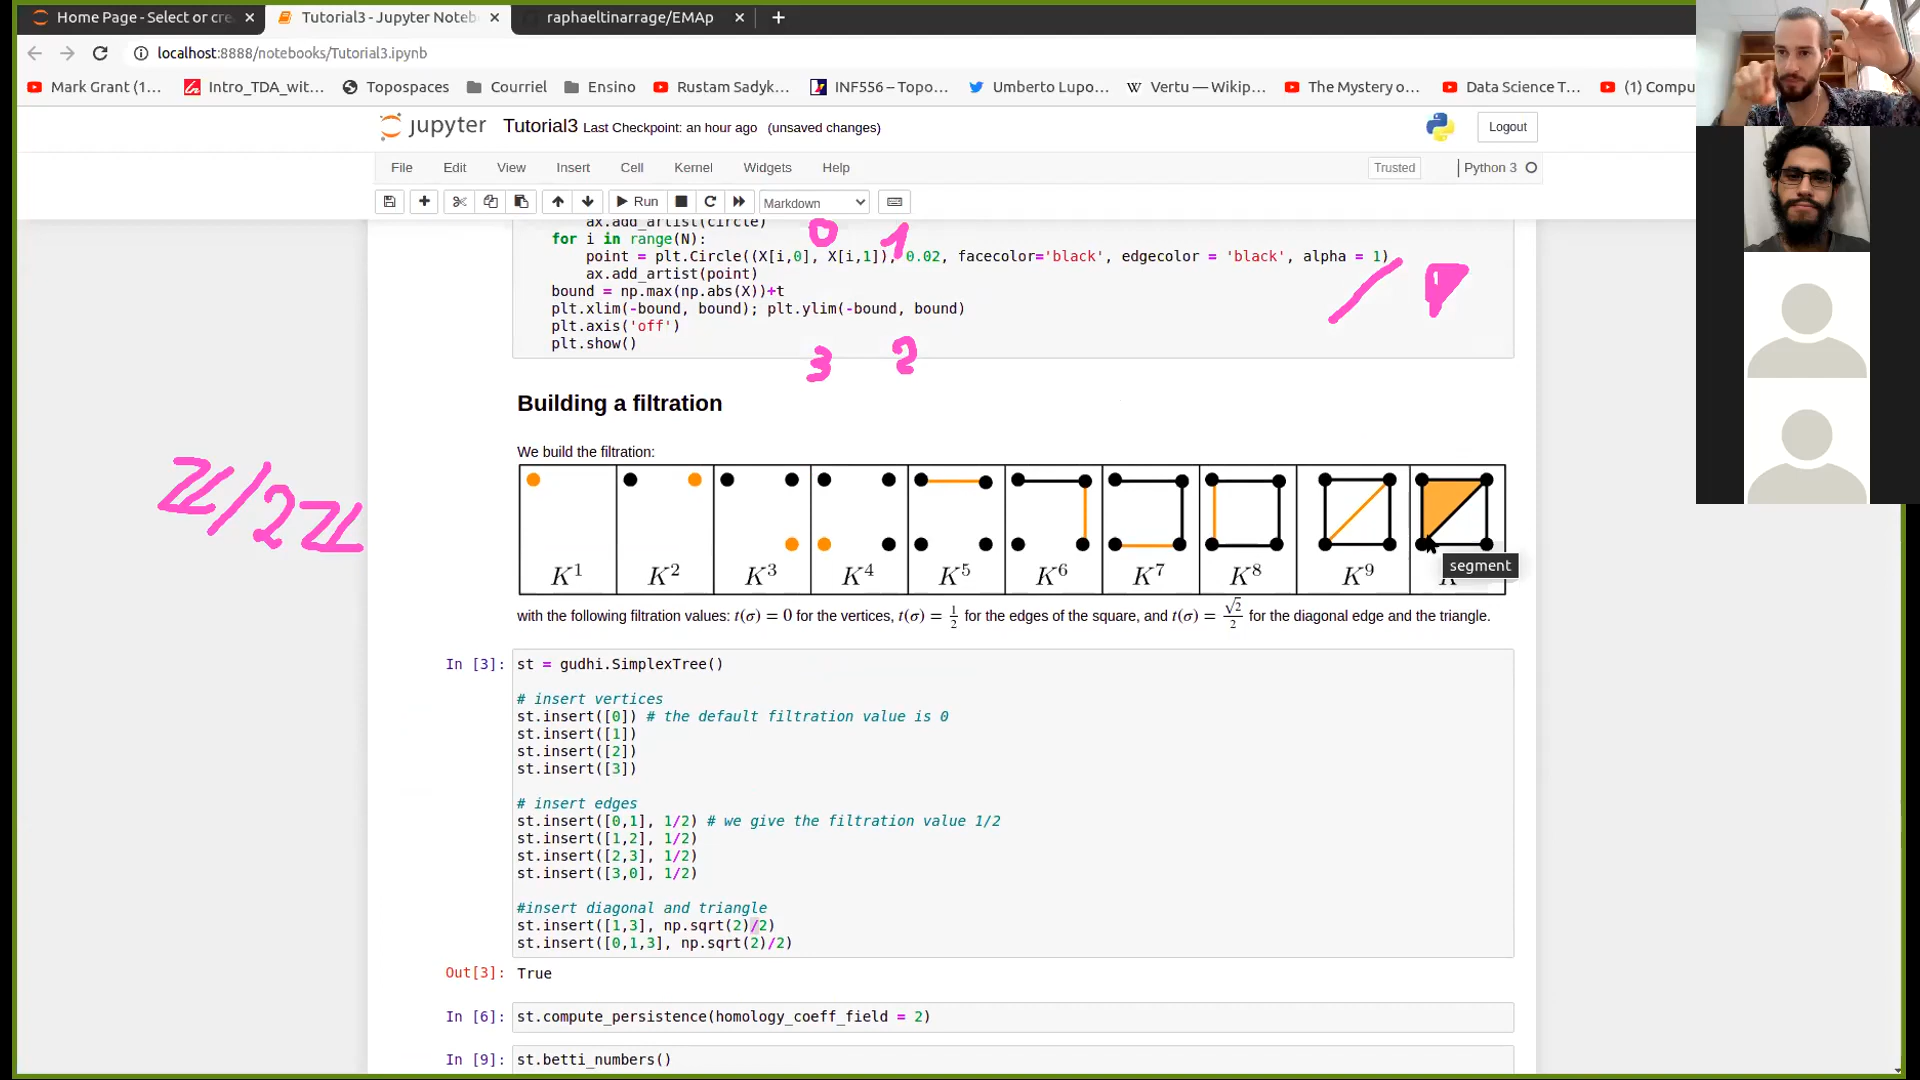 Home Page - Select or cre × Tutorial3 - Jupyter Noteb × raphaeltinarrage/EMAp × +
localhost:8888/notebooks/Tutorial3.ipynb
Mark Grant (1… Intro_TDA_wit… Topospaces Courriel Ensino Rustam Sadyk… INF556 – Topo… Umberto Lupo… Vertu — Wikip… The Mystery o… Data Science T… (1) Compu
jupyter Tutorial3 Last Checkpoint: an hour ago (unsaved changes) Logout
File Edit View Insert Cell Kernel Widgets Help Trusted Python 3
Run Markdown
ax.add_artist(circle)
0 1
for i in range(N):
point = plt.Circle((X[i,0], X[i,1]), 0.02, facecolor='black', edgecolor = 'black', alpha = 1)
ax.add_artist(point)
bound = np.max(np.abs(X))+t
plt.xlim(-bound, bound); plt.ylim(-bound, bound)
plt.axis('off')
plt.show()
3 2
Building a filtration
We build the filtration:
ℤ/2ℤ
K¹ K² K³ K⁴ K⁵ K⁶ K⁷ K⁸ K⁹
segment
with the following filtration values: t(σ) = 0 for the vertices, t(σ) = 1/2 for the edges of the square, and t(σ) = √2/2 for the diagonal edge and the triangle.
In [3]: st = gudhi.SimplexTree()
# insert vertices
st.insert([0]) # the default filtration value is 0
st.insert([1])
st.insert([2])
st.insert([3])
# insert edges
st.insert([0,1], 1/2) # we give the filtration value 1/2
st.insert([1,2], 1/2)
st.insert([2,3], 1/2)
st.insert([3,0], 1/2)
#insert diagonal and triangle
st.insert([1,3], np.sqrt(2)/2)
st.insert([0,1,3], np.sqrt(2)/2)
Out[3]: True
In [6]: st.compute_persistence(homology_coeff_field = 2)
In [9]: st.betti_numbers()